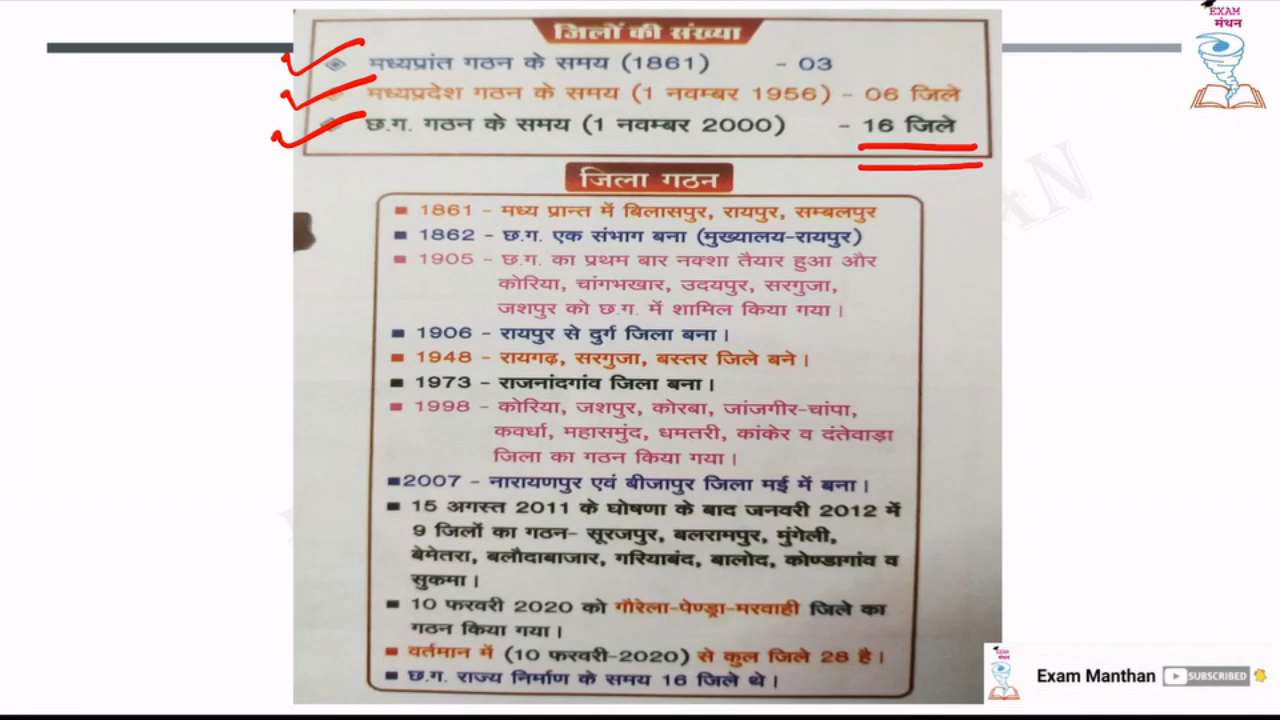 जिलों की संख्या
EXAM
मंथन
मध्यप्रांत गठन के समय (1861) - 03
मध्यप्रदेश गठन के समय (1 नवम्बर 1956) - 06 जिले
छ.ग. गठन के समय (1 नवम्बर 2000) - 16 जिले
जिला गठन
1861 - मध्य प्रान्त में बिलासपुर, रायपुर, सम्बलपुर
1862 - छ.ग. एक संभाग बना (मुख्यालय-रायपुर)
1905 - छ.ग. का प्रथम बार नक्शा तैयार हुआ और
कोरिया, चांगभखार, उदयपुर, सरगुजा,
जशपुर को छ.ग. में शामिल किया गया।
1906 - रायपुर से दुर्ग जिला बना।
1948 - रायगढ़, सरगुजा, बस्तर जिले बने।
1973 - राजनांदगांव जिला बना।
1998 - कोरिया, जशपुर, कोरबा, जांजगीर-चांपा,
कवर्धा, महासमुंद, धमतरी, कांकेर व दंतेवाड़ा
जिला का गठन किया गया।
2007 - नारायणपुर एवं बीजापुर जिला मई में बना।
15 अगस्त 2011 के घोषणा के बाद जनवरी 2012 में
9 जिलों का गठन- सूरजपुर, बलरामपुर, मुंगेली,
बेमेतरा, बलौदाबाजार, गरियाबंद, बालोद, कोण्डागांव व
सुकमा।
10 फरवरी 2020 को गौरेला-पेण्ड्रा-मरवाही जिले का
गठन किया गया।
वर्तमान में (10 फरवरी-2020) से कुल जिले 28 है।
छ.ग. राज्य निर्माण के समय 16 जिले थे।
EXAM
मंथन
Exam Manthan SUBSCRIBED